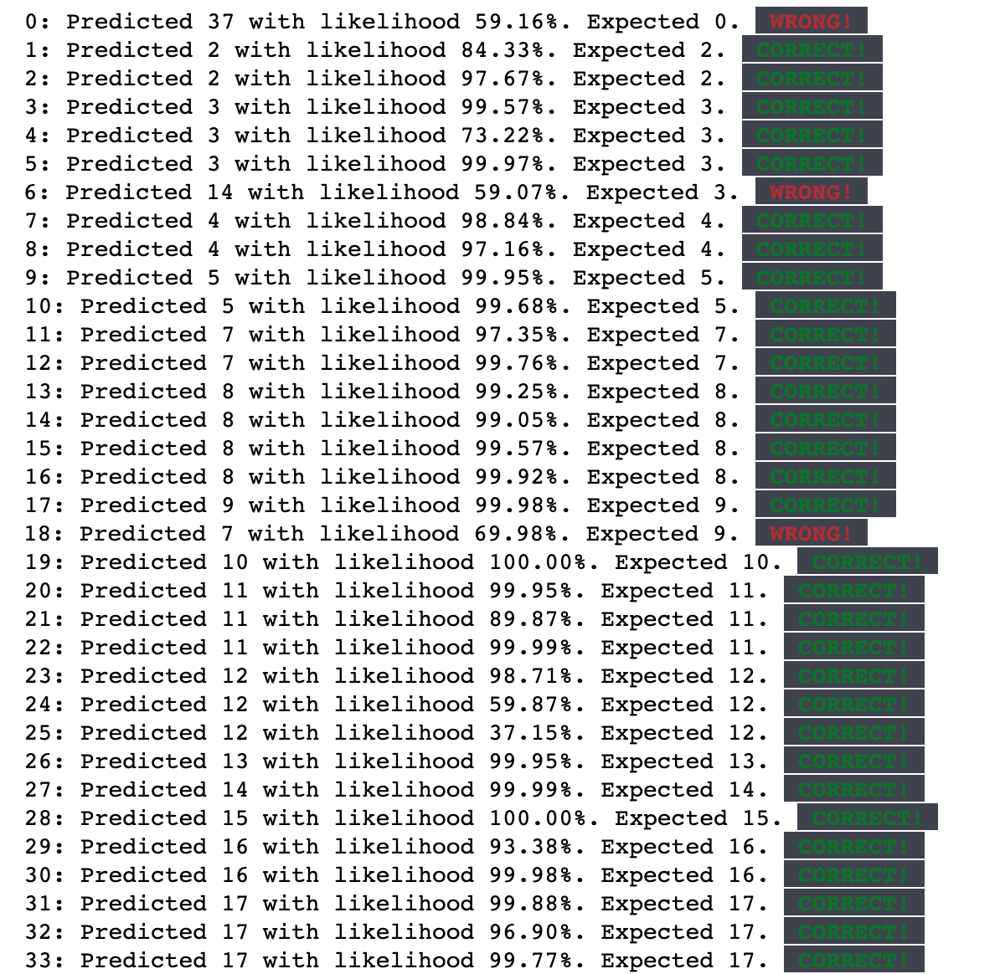 0: Predicted 37 with likelihood 59.16%. Expected 0. WRONG!
1: Predicted 2 with likelihood 84.33%. Expected 2. CORRECT!
2: Predicted 2 with likelihood 97.67%. Expected 2. CORRECT!
3: Predicted 3 with likelihood 99.57%. Expected 3. CORRECT!
4: Predicted 3 with likelihood 73.22%. Expected 3. CORRECT!
5: Predicted 3 with likelihood 99.97%. Expected 3. CORRECT!
6: Predicted 14 with likelihood 59.07%. Expected 3. WRONG!
7: Predicted 4 with likelihood 98.84%. Expected 4. CORRECT!
8: Predicted 4 with likelihood 97.16%. Expected 4. CORRECT!
9: Predicted 5 with likelihood 99.95%. Expected 5. CORRECT!
10: Predicted 5 with likelihood 99.68%. Expected 5. CORRECT!
11: Predicted 7 with likelihood 97.35%. Expected 7. CORRECT!
12: Predicted 7 with likelihood 99.76%. Expected 7. CORRECT!
13: Predicted 8 with likelihood 99.25%. Expected 8. CORRECT!
14: Predicted 8 with likelihood 99.05%. Expected 8. CORRECT!
15: Predicted 8 with likelihood 99.57%. Expected 8. CORRECT!
16: Predicted 8 with likelihood 99.92%. Expected 8. CORRECT!
17: Predicted 9 with likelihood 99.98%. Expected 9. CORRECT!
18: Predicted 7 with likelihood 69.98%. Expected 9. WRONG!
19: Predicted 10 with likelihood 100.00%. Expected 10. CORRECT!
20: Predicted 11 with likelihood 99.95%. Expected 11. CORRECT!
21: Predicted 11 with likelihood 89.87%. Expected 11. CORRECT!
22: Predicted 11 with likelihood 99.99%. Expected 11. CORRECT!
23: Predicted 12 with likelihood 98.71%. Expected 12. CORRECT!
24: Predicted 12 with likelihood 59.87%. Expected 12. CORRECT!
25: Predicted 12 with likelihood 37.15%. Expected 12. CORRECT!
26: Predicted 13 with likelihood 99.95%. Expected 13. CORRECT!
27: Predicted 14 with likelihood 99.99%. Expected 14. CORRECT!
28: Predicted 15 with likelihood 100.00%. Expected 15. CORRECT!
29: Predicted 16 with likelihood 93.38%. Expected 16. CORRECT!
30: Predicted 16 with likelihood 99.98%. Expected 16. CORRECT!
31: Predicted 17 with likelihood 99.88%. Expected 17. CORRECT!
32: Predicted 17 with likelihood 96.90%. Expected 17. CORRECT!
33: Predicted 17 with likelihood 99.77%. Expected 17. CORRECT!